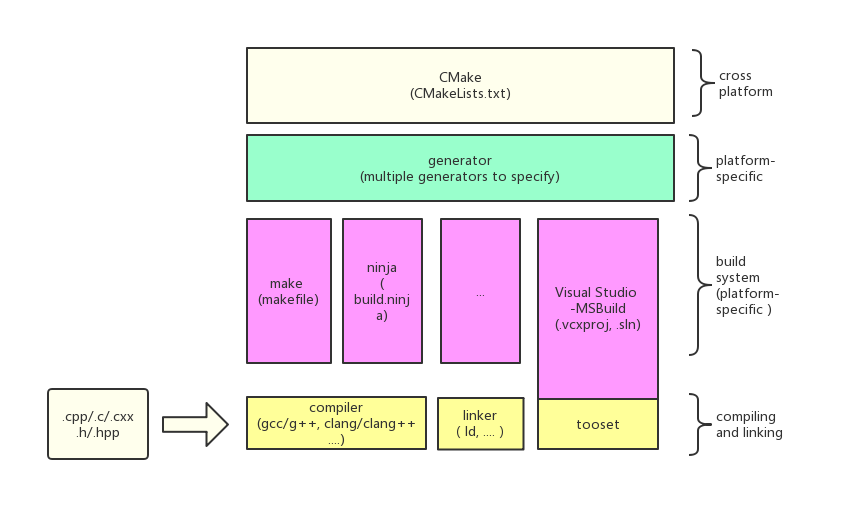 CMake
(CMakeLists.txt)
cross
platform
generator
(multiple generators to specify)
platform-
specific
make
(makefile)
ninja
(
build.ninj
a)
...
Visual Studio
-MSBuild
(.vcxproj, .sln)
build
system
(platform-
specific )
.cpp/.c/.cxx
.h/.hpp
compiler
(gcc/g++, clang/clang++
....)
linker
( ld, .... )
tooset
compiling
and linking